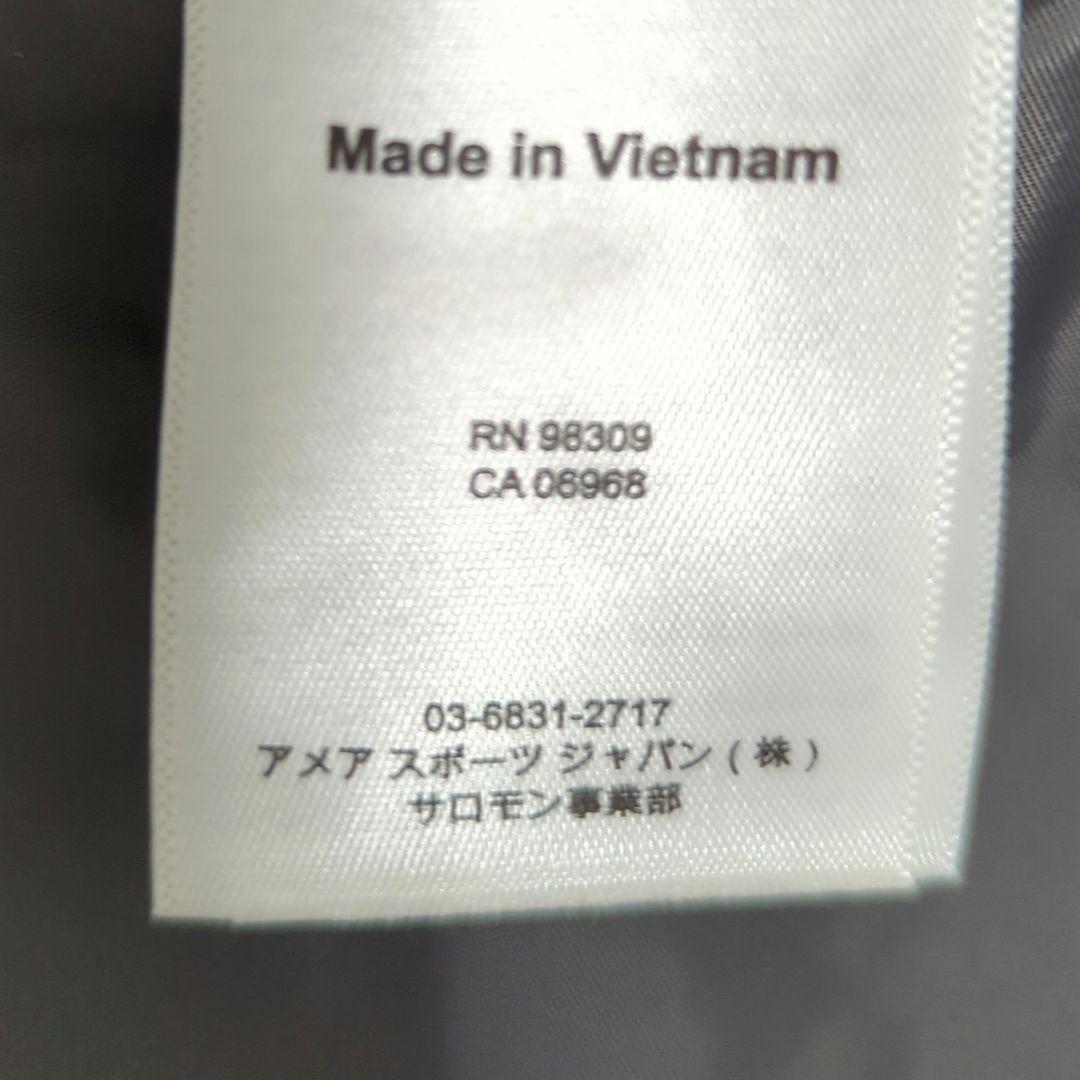 Made in Vietnam
RN 98309
CA 06968
03-6831-2717
アメア スポーツ ジャパン ( 株 )
サロモン事業部